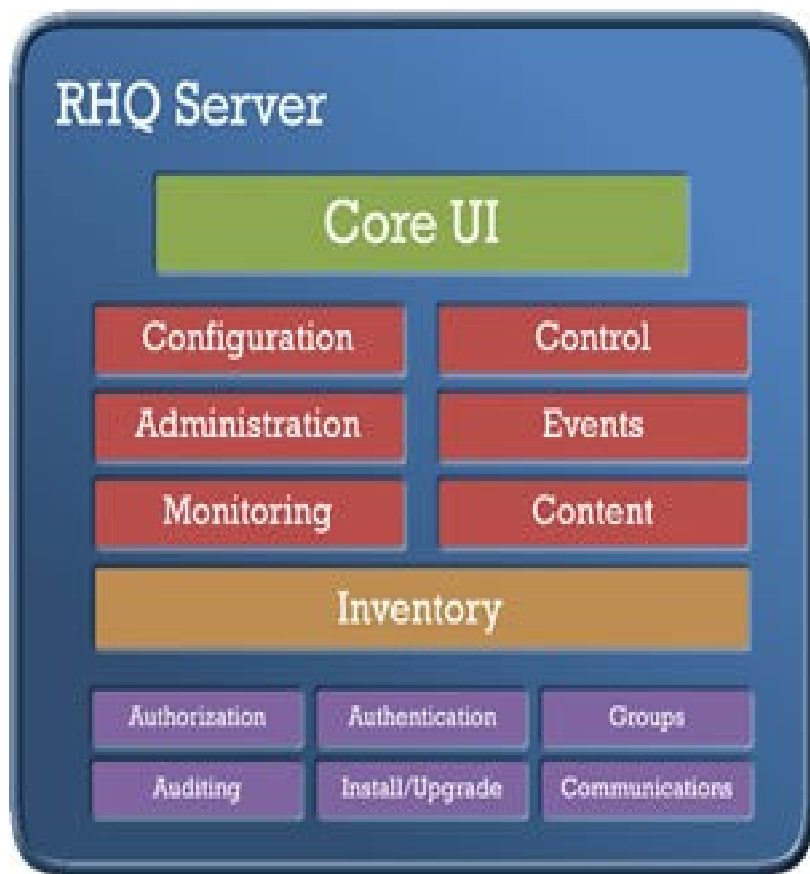 RHQ Server
Core UI
Configuration
Control
Administration
Events
Monitoring
Content
Inventory
Authorization
Authentication
Groups
Auditing
Install/Upgrade
Communications